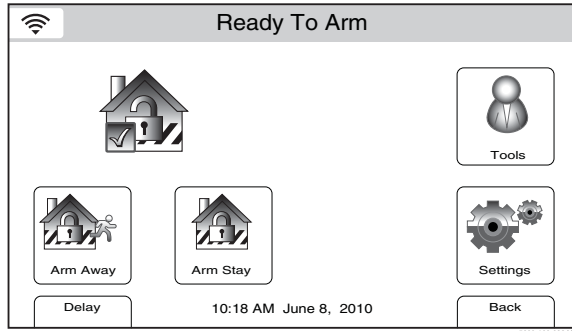 Ready To Arm
Tools
Arm Away
Arm Stay
Settings
Delay
10:18 AM June 8, 2010
Back